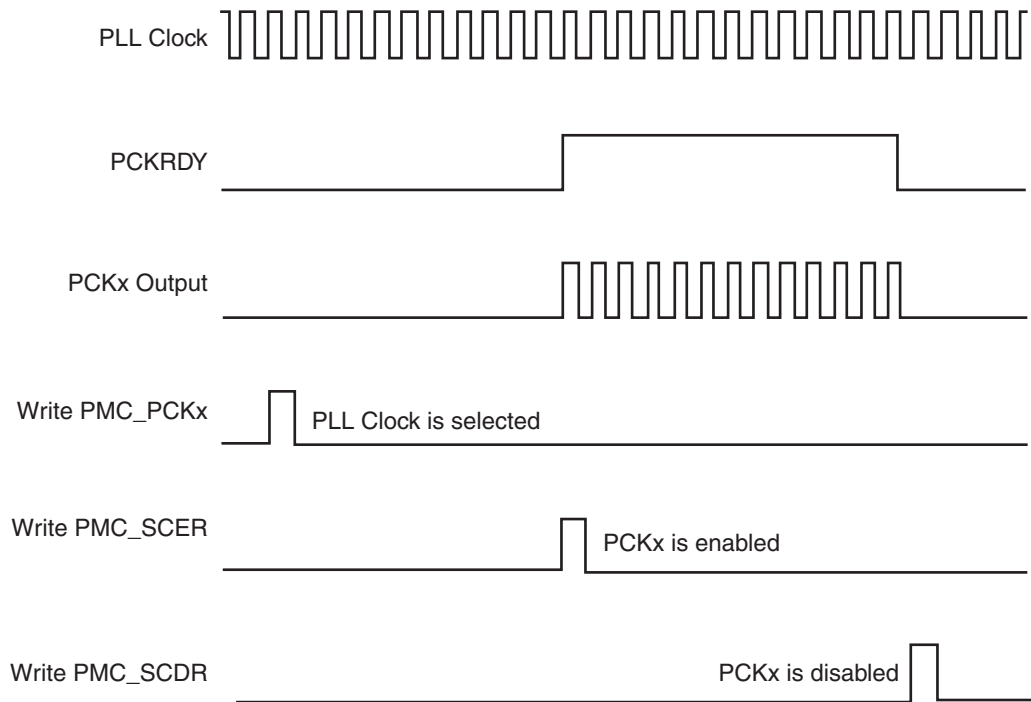 PLL Clock
PCKRDY
PCKx Output
Write PMC_PCKx
PLL Clock is selected
Write PMC_SCER
PCKx is enabled
Write PMC_SCDR
PCKx is disabled